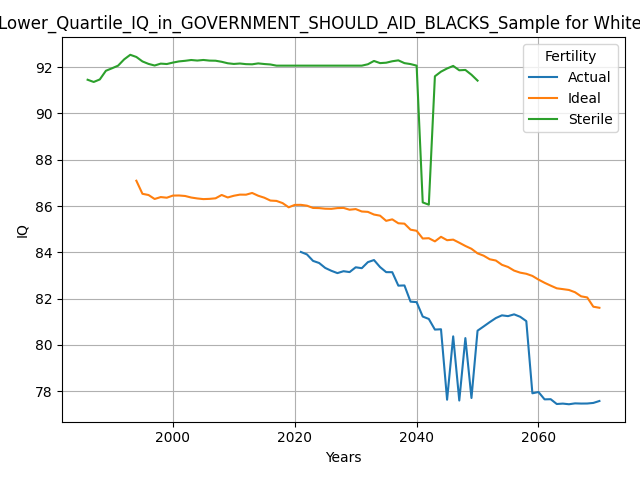 Lower_Quartile_IQ_in_GOVERNMENT_SHOULD_AID_BLACKS_Sample for White
Fertility
Actual
Ideal
Sterile
IQ
92
90
88
86
84
82
80
78
2000 2020 2040 2060
Years